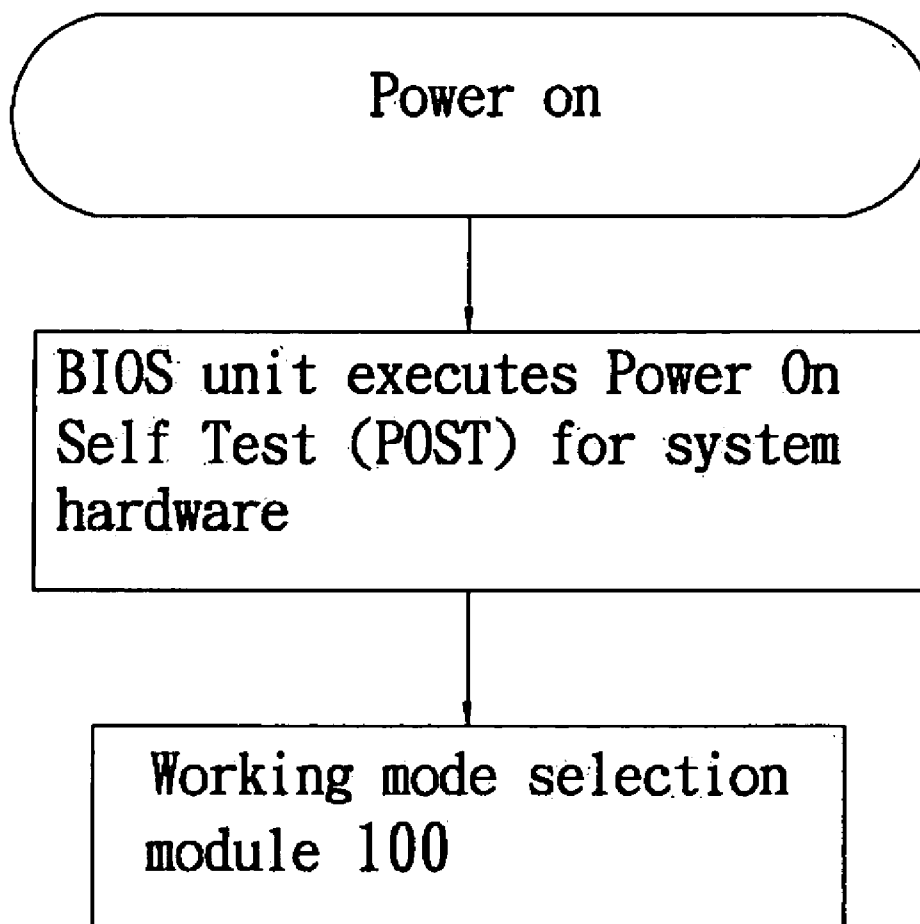 Power on
BIOS unit executes Power On
Self Test (POST) for system
hardware
Working mode selection
module 100